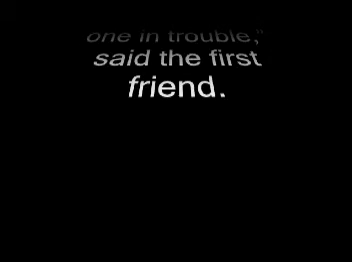 one in trouble,"
said the first
friend.